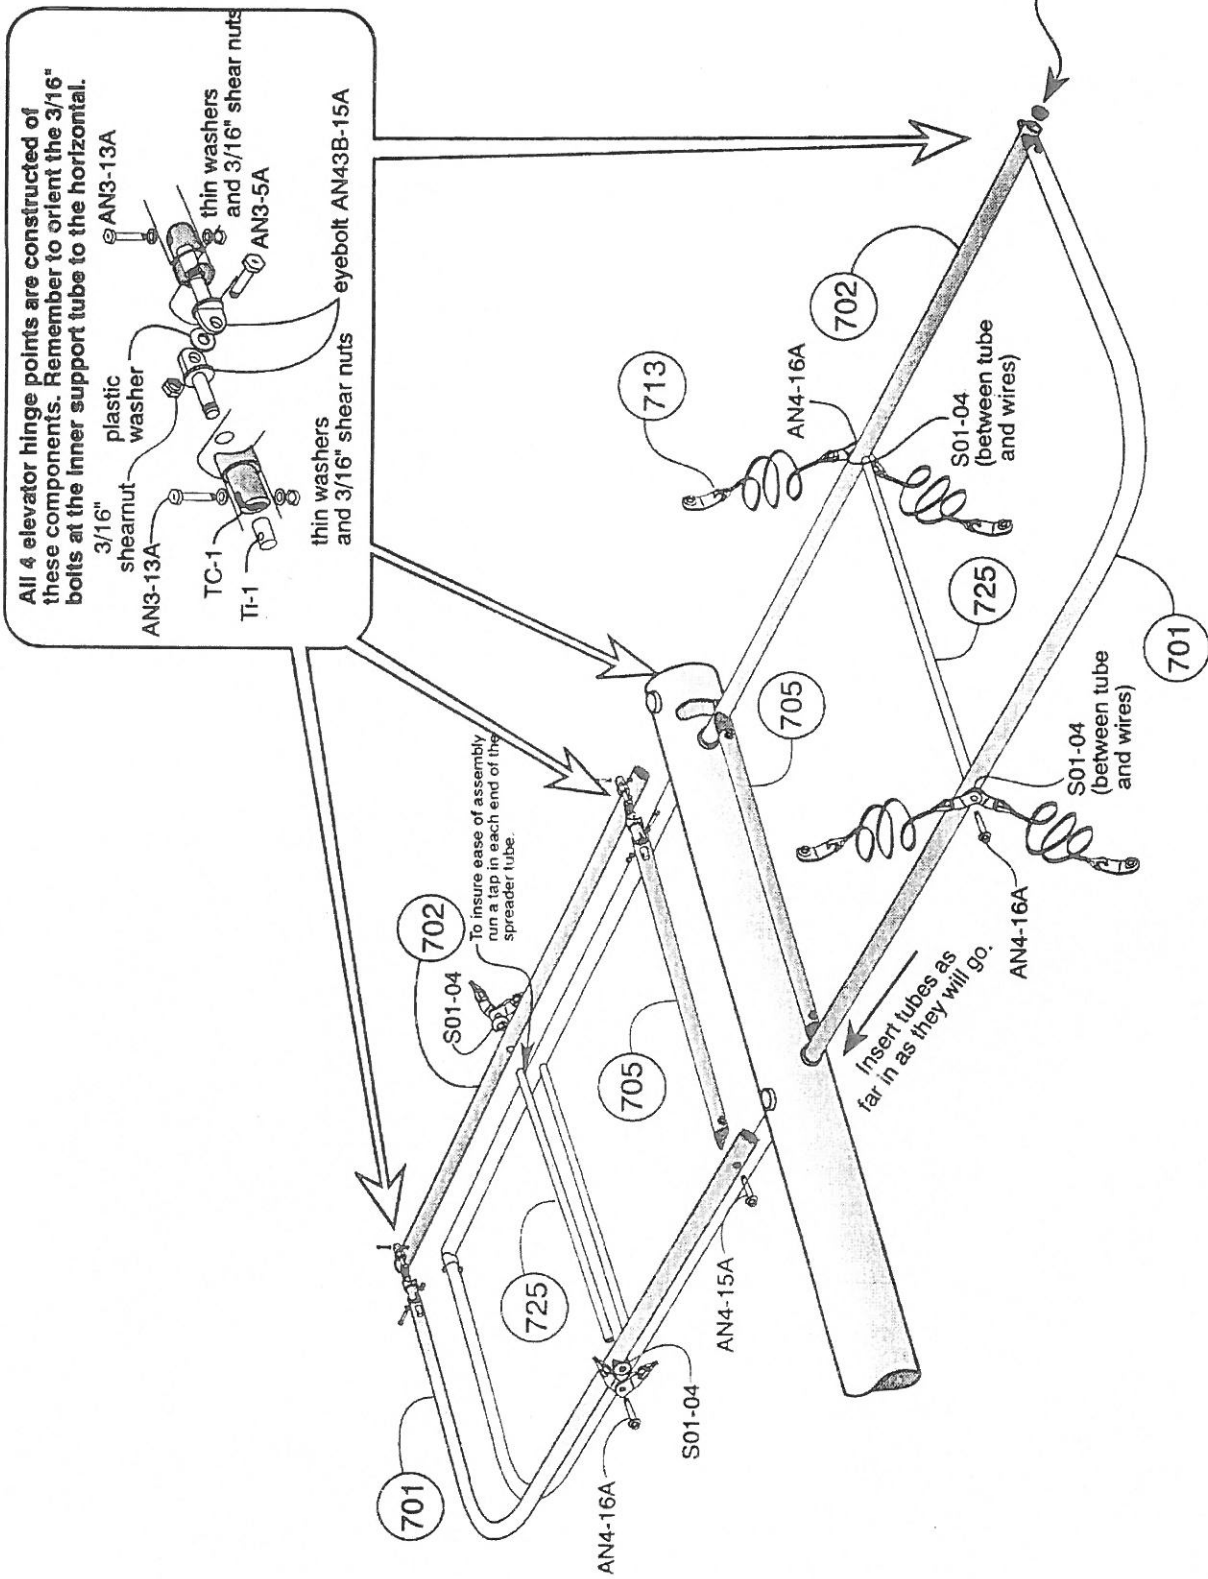 All 4 elevator hinge points are constructed of
these components. Remember to orient the 3/16"
bolts at the inner support tube to the horizontal.
3/16"
shearnut
plastic
washer
AN3-13A
AN3-13A
thin washers
and 3/16" shear nuts
AN3-5A
TC-1
Ti-1
eyebolt AN43B-15A
thin washers
and 3/16" shear nuts
702
S01-04
To insure ease of assembly
run a tap in each end of the
spreader tube.
701
725
705
AN4-16A
S01-04
AN4-15A
705
713
702
AN4-16A
S01-04
(between tube
and wires)
725
701
S01-04
(between tube
and wires)
AN4-16A
Insert tubes as
far in as they will go.